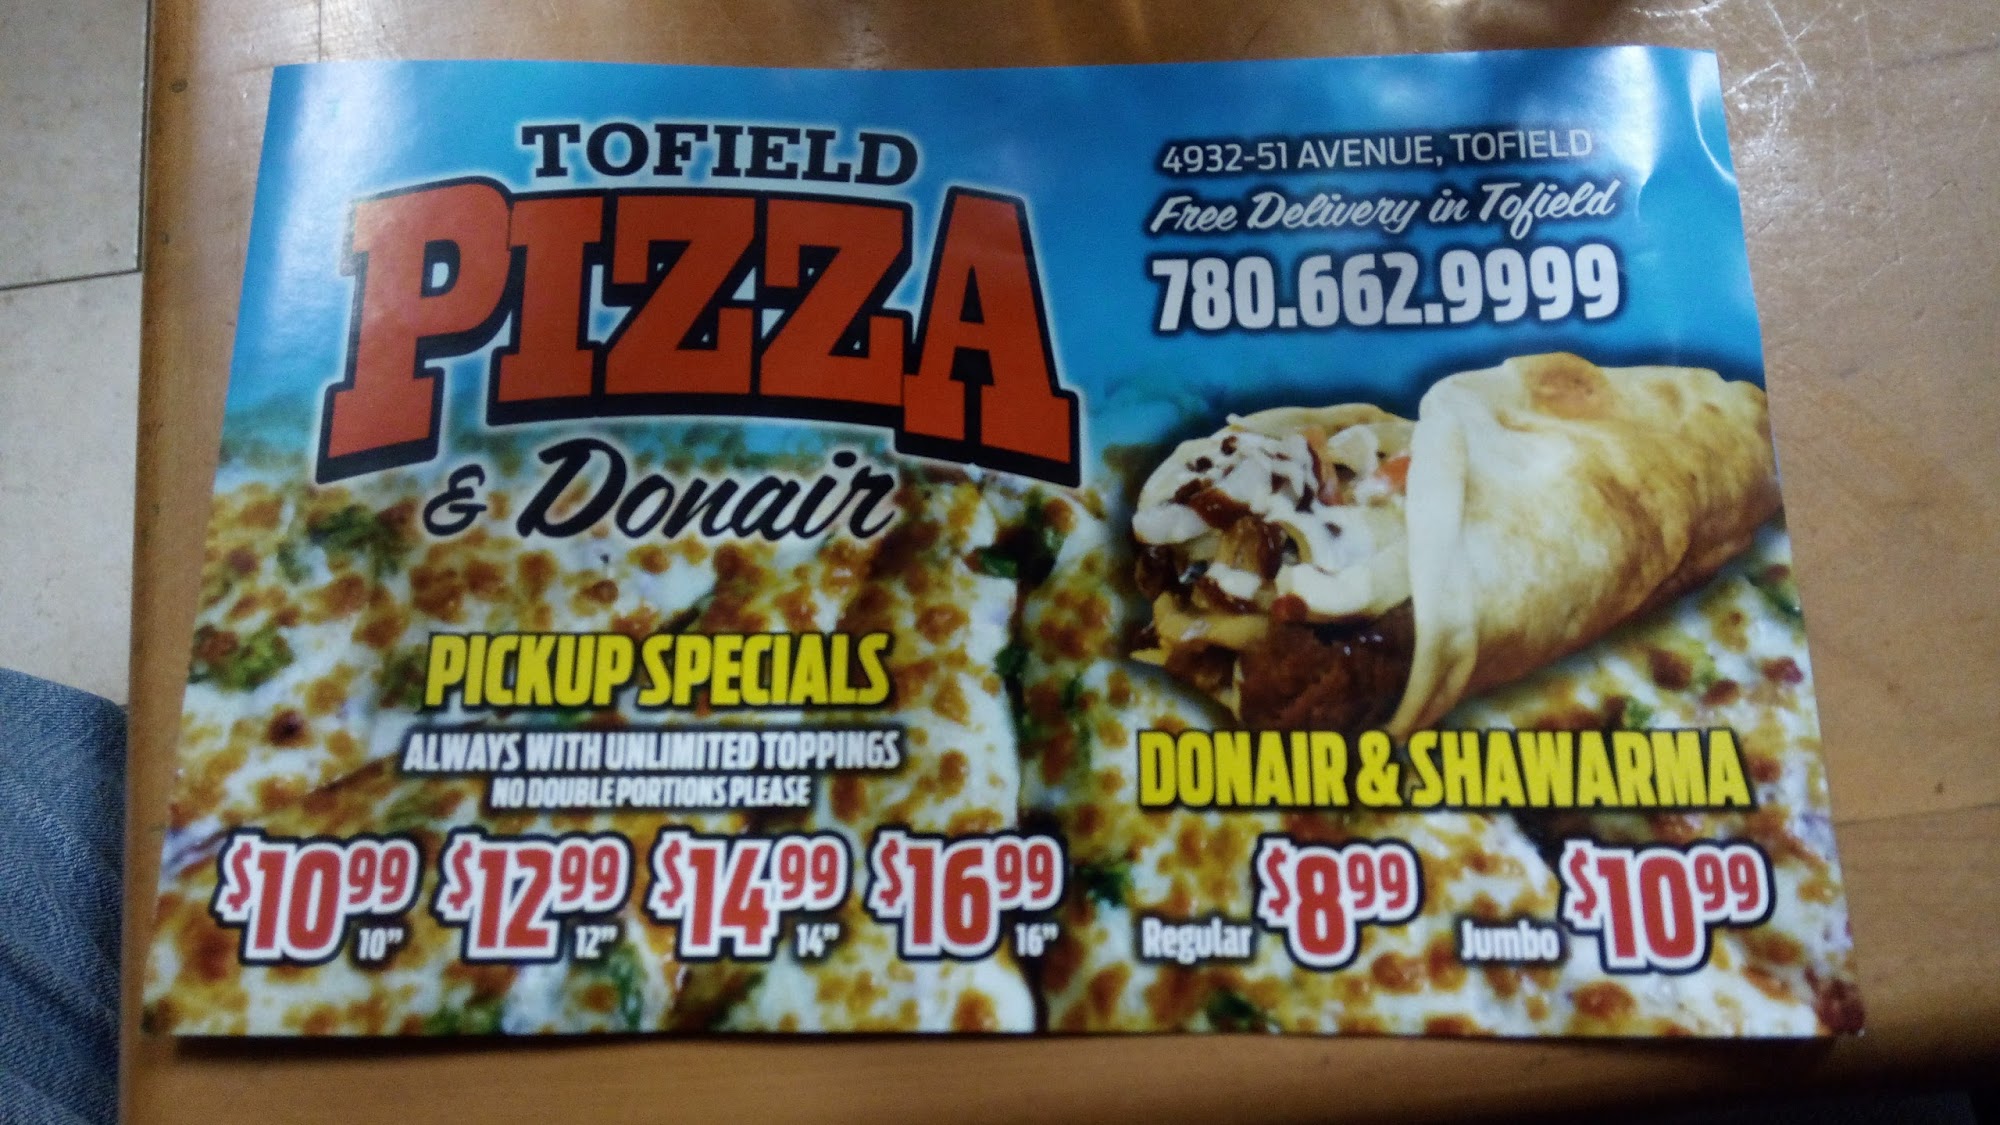 TOFIELD
PIZZA
& Donair
4932-51 AVENUE, TOFIELD
Free Delivery in Tofield
780.662.9999
PICKUP SPECIALS
ALWAYS WITH UNLIMITED TOPPINGS
NO DOUBLE PORTIONS PLEASE
$10.99 10" $12.99 12" $14.99 14" $16.99 16"
DONAIR & SHAWARMA
Regular $8.99 Jumbo $10.99